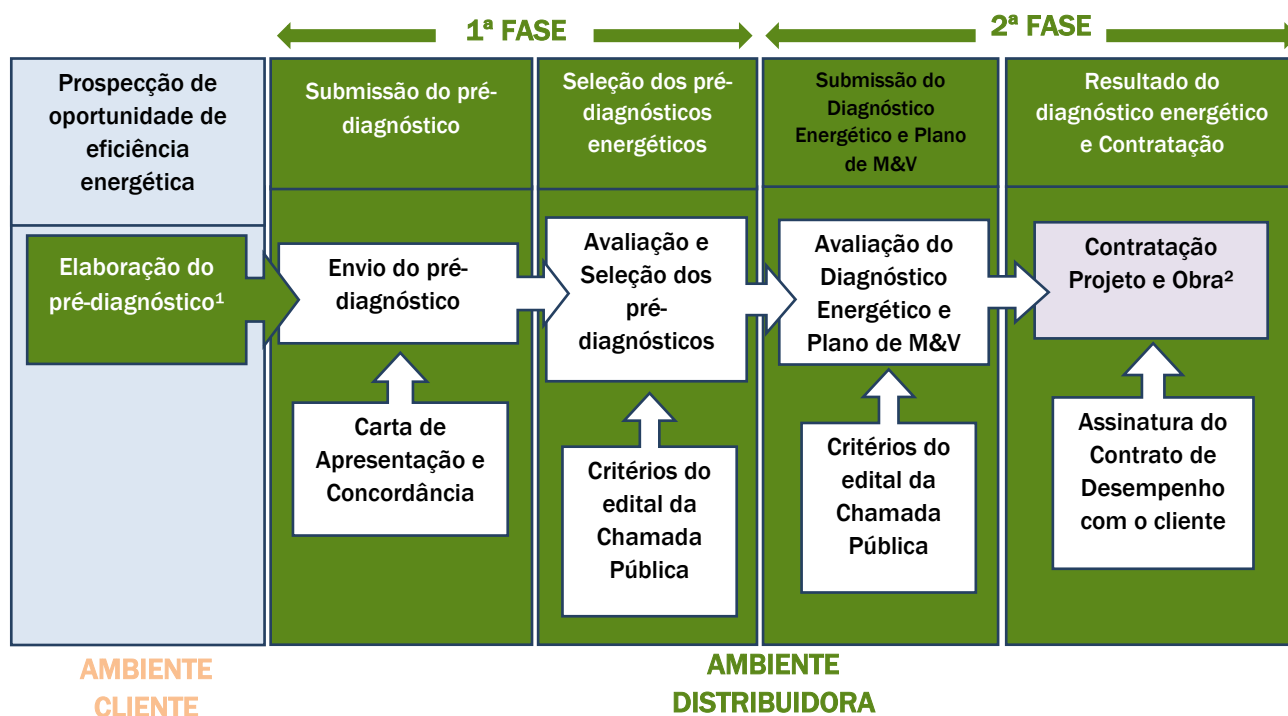 1ª FASE
2ª FASE
Prospecção de
oportunidade de
eficiência
energética
Submissão do pré-
diagnóstico
Seleção dos pré-
diagnósticos
energéticos
Submissão do
Diagnóstico
Energético e Plano
de M&V
Resultado do
diagnóstico energético
e Contratação
Elaboração do
pré-diagnóstico¹
Envio do pré-
diagnóstico
Avaliação e
Seleção dos
pré-
diagnósticos
Avaliação do
Diagnóstico
Energético e
Plano de M&V
Contratação
Projeto e Obra²
Carta de
Apresentação e
Concordância
Critérios do
edital da
Chamada
Pública
Critérios do
edital da
Chamada
Pública
Assinatura do
Contrato de
Desempenho
com o cliente
AMBIENTE
CLIENTE
AMBIENTE
DISTRIBUIDORA